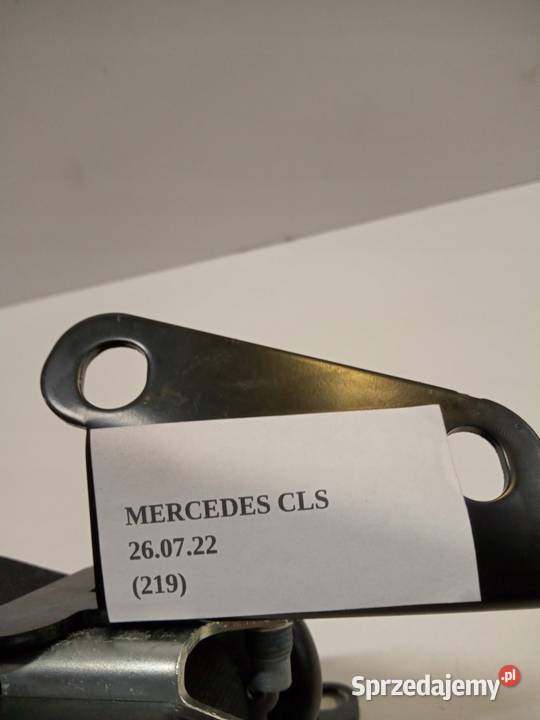 MERCEDES CLS
26.07.22
(219)
Sprzedajemy.pl